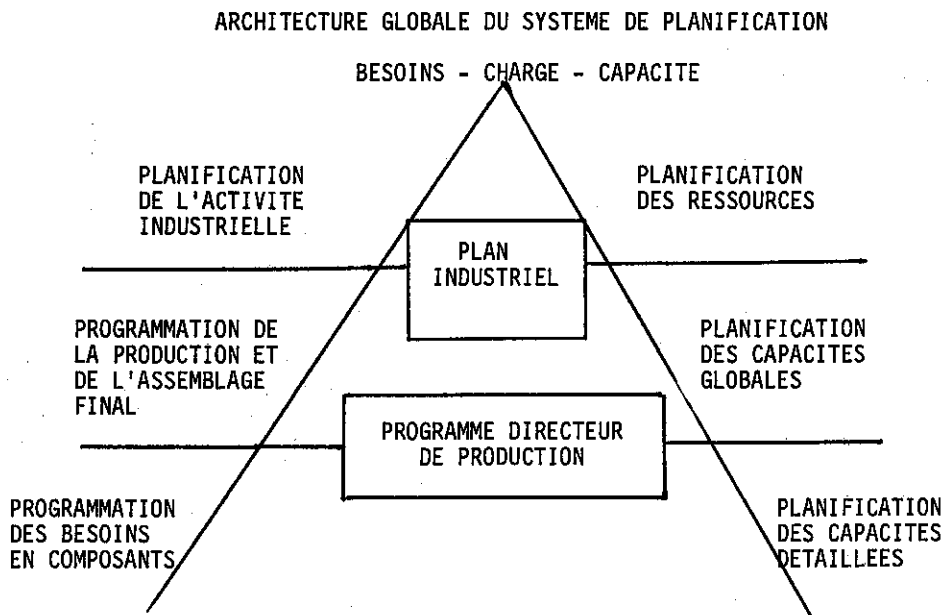 ARCHITECTURE GLOBALE DU SYSTEME DE PLANIFICATION
BESOINS - CHARGE - CAPACITE
PLANIFICATION
DE L'ACTIVITE
INDUSTRIELLE
PLANIFICATION
DES RESSOURCES
PLAN
INDUSTRIEL
PROGRAMMATION DE
LA PRODUCTION ET
DE L'ASSEMBLAGE
FINAL
PLANIFICATION
DES CAPACITES
GLOBALES
PROGRAMME DIRECTEUR
DE PRODUCTION
PROGRAMMATION
DES BESOINS
EN COMPOSANTS
PLANIFICATION
DES CAPACITES
DETAILLEES